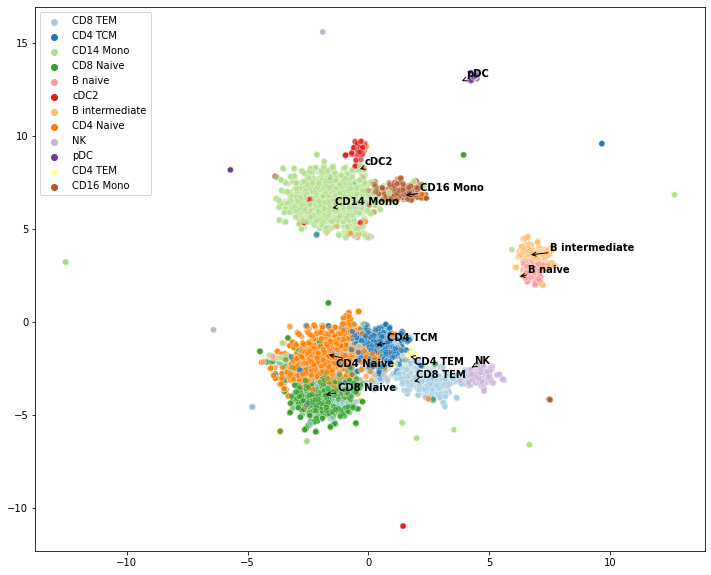 CD8 TEM
CD4 TCM
CD14 Mono
CD8 Naive
B naive
cDC2
B intermediate
CD4 Naive
NK
pDC
CD4 TEM
CD16 Mono
pDC
cDC2
CD16 Mono
CD14 Mono
B intermediate
B naive
CD4 TCM
CD4 TEM
NK
CD4 Naive
CD8 TEM
CD8 Naive
15
10
5
0
−5
−10
−10 −5 0 5 10